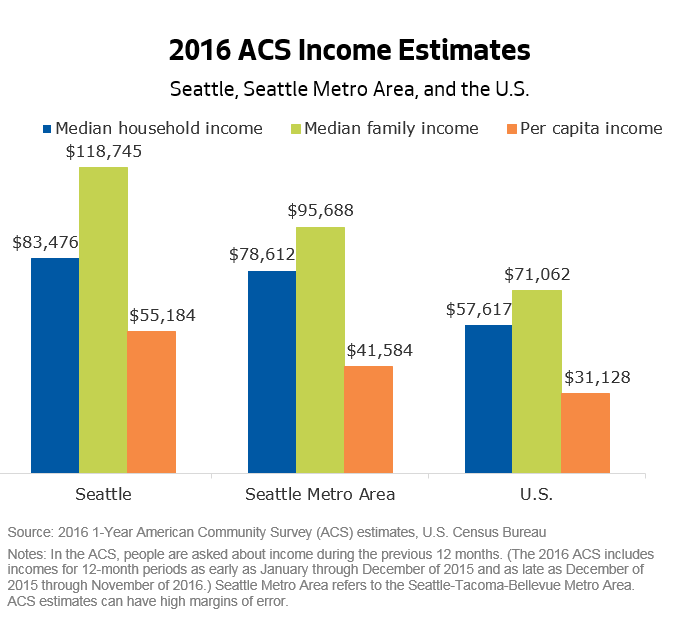 2016 ACS Income Estimates
Seattle, Seattle Metro Area, and the U.S.
Median household income Median family income Per capita income
$118,745
$83,476
$55,184
$95,688
$78,612
$41,584
$71,062
$57,617
$31,128
Seattle Seattle Metro Area U.S.
Source: 2016 1-Year American Community Survey (ACS) estimates, U.S. Census Bureau
Notes: In the ACS, people are asked about income during the previous 12 months. (The 2016 ACS includes
incomes for 12-month periods as early as January through December of 2015 and as late as December of
2015 through November of 2016.) Seattle Metro Area refers to the Seattle-Tacoma-Bellevue Metro Area.
ACS estimates can have high margins of error.